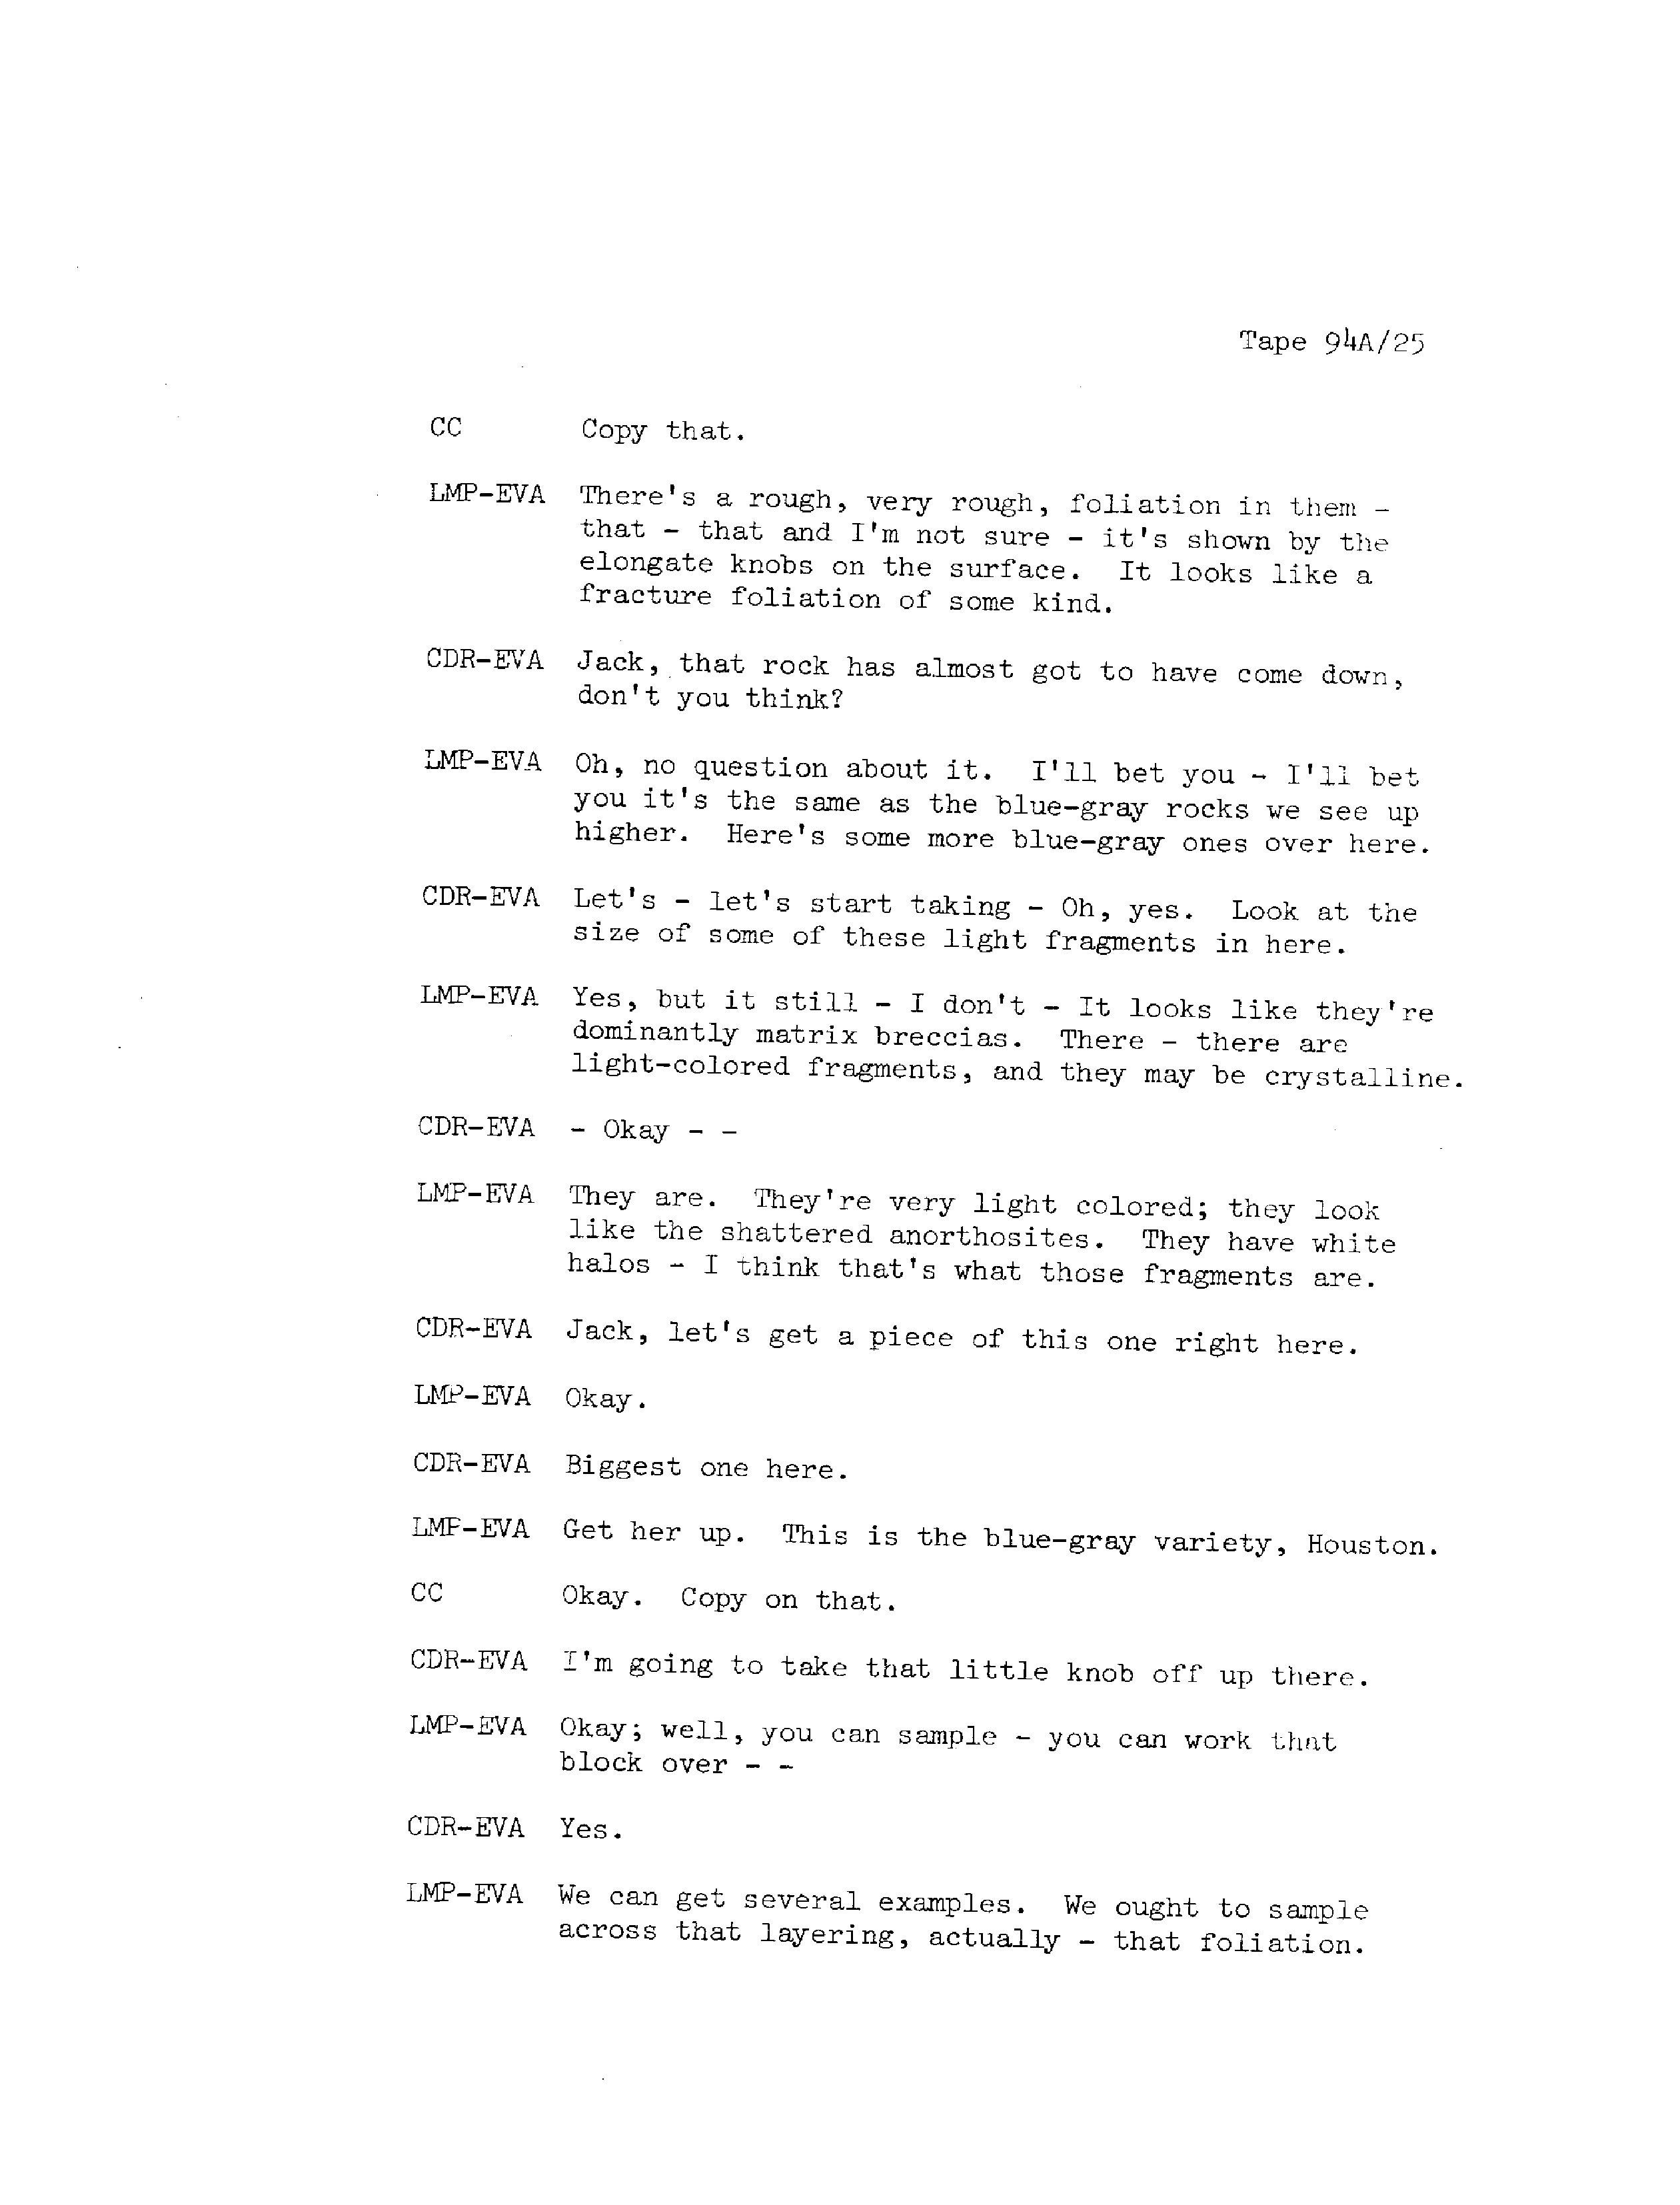 Tape 94A/25
CC Copy that.
LMP-EVA There's a rough, very rough, foliation in them -
that - that and I'm not sure - it's shown by the
elongate knobs on the surface. It looks like a
fracture foliation of some kind.
CDR-EVA Jack, that rock has almost got to have come down,
don't you think?
LMP-EVA Oh, no question about it. I'll bet you - I'll bet
you it's the same as the blue-gray rocks we see up
higher. Here's some more blue-gray ones over here.
CDR-EVA Let's - let's start taking - Oh, yes. Look at the
size of some of these light fragments in here.
LMP-EVA Yes, but it still - I don't - It looks like they're
dominantly matrix breccias. There - there are
light-colored fragments, and they may be crystalline.
CDR-EVA - Okay - -
LMP-EVA They are. They're very light colored; they look
like the shattered anorthosites. They have white
halos - I think that's what those fragments are.
CDR-EVA Jack, let's get a piece of this one right here.
LMP-EVA Okay.
CDR-EVA Biggest one here.
LMP-EVA Get her up. This is the blue-gray variety, Houston.
CC Okay. Copy on that.
CDR-EVA I'm going to take that little knob off up there.
LMP-EVA Okay; well, you can sample - you can work that
block over - -
CDR-EVA Yes.
LMP-EVA We can get several examples. We ought to sample
across that layering, actually - that foliation.